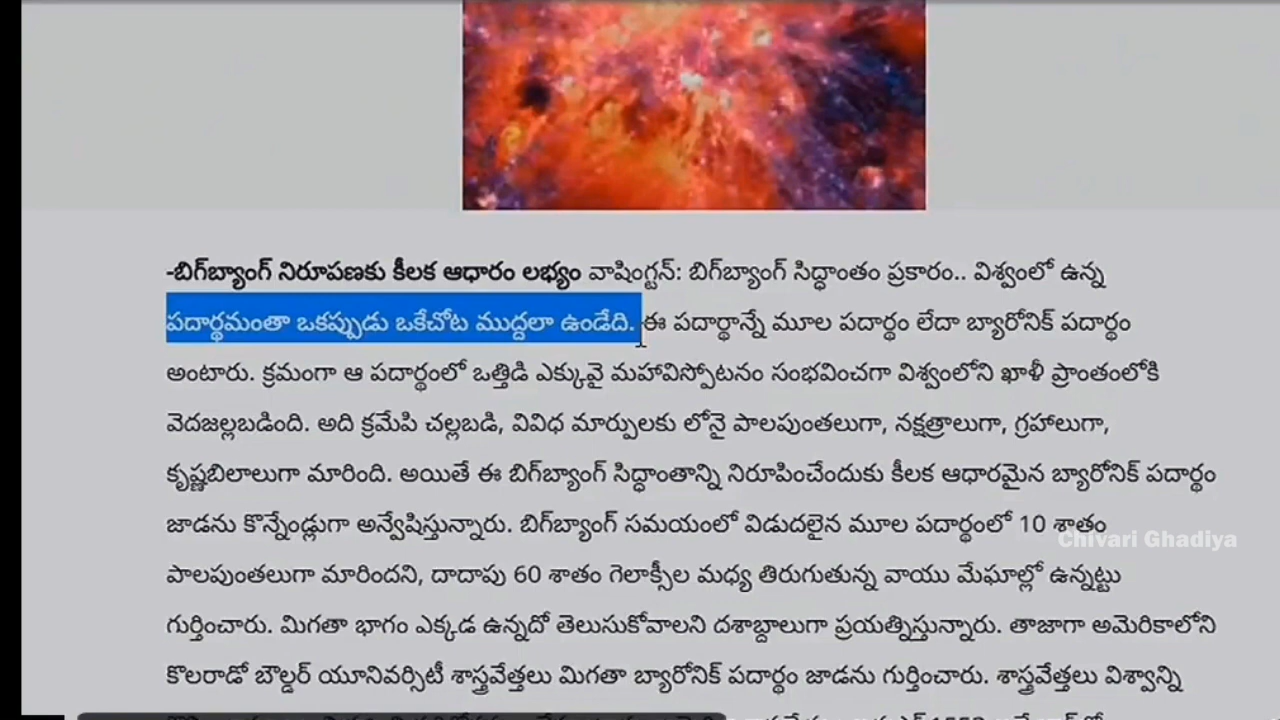 -బిగ్‌బ్యాంగ్ నిరూపణకు కీలక ఆధారం లభ్యం వాషింగ్టన్: బిగ్‌బ్యాంగ్ సిద్ధాంతం ప్రకారం.. విశ్వంలో ఉన్న
పదార్థమంతా ఒకప్పుడు ఒకేచోట ముద్దలా ఉండేది. ఈ పదార్థాన్నే మూల పదార్థం లేదా బ్యారోనిక్ పదార్థం
అంటారు. క్రమంగా ఆ పదార్థంలో ఒత్తిడి ఎక్కువై మహావిస్పోటనం సంభవించగా విశ్వంలోని ఖాళీ ప్రాంతంలోకి
వెదజల్లబడింది. అది క్రమేపి చల్లబడి, వివిధ మార్పులకు లోనై పాలపుంతలుగా, నక్షత్రాలుగా, గ్రహాలుగా,
కృష్ణబిలాలుగా మారింది. అయితే ఈ బిగ్‌బ్యాంగ్ సిద్ధాంతాన్ని నిరూపించేందుకు కీలక ఆధారమైన బ్యారోనిక్ పదార్థం
జాడను కొన్నేండ్లుగా అన్వేషిస్తున్నారు. బిగ్‌బ్యాంగ్ సమయంలో విడుదలైన మూల పదార్థంలో 10 శాతం
Chivari Ghadiya
పాలపుంతలుగా మారిందని, దాదాపు 60 శాతం గెలాక్సీల మధ్య తిరుగుతున్న వాయు మేఘాల్లో ఉన్నట్టు
గుర్తించారు. మిగతా భాగం ఎక్కడ ఉన్నదో తెలుసుకోవాలని దశాబ్దాలుగా ప్రయత్నిస్తున్నారు. తాజాగా అమెరికాలోని
కొలరాడో బౌల్డర్ యూనివర్సిటీ శాస్త్రవేత్తలు మిగతా బ్యారోనిక్ పదార్థం జాడను గుర్తించారు. శాస్త్రవేత్తలు విశ్వాన్ని